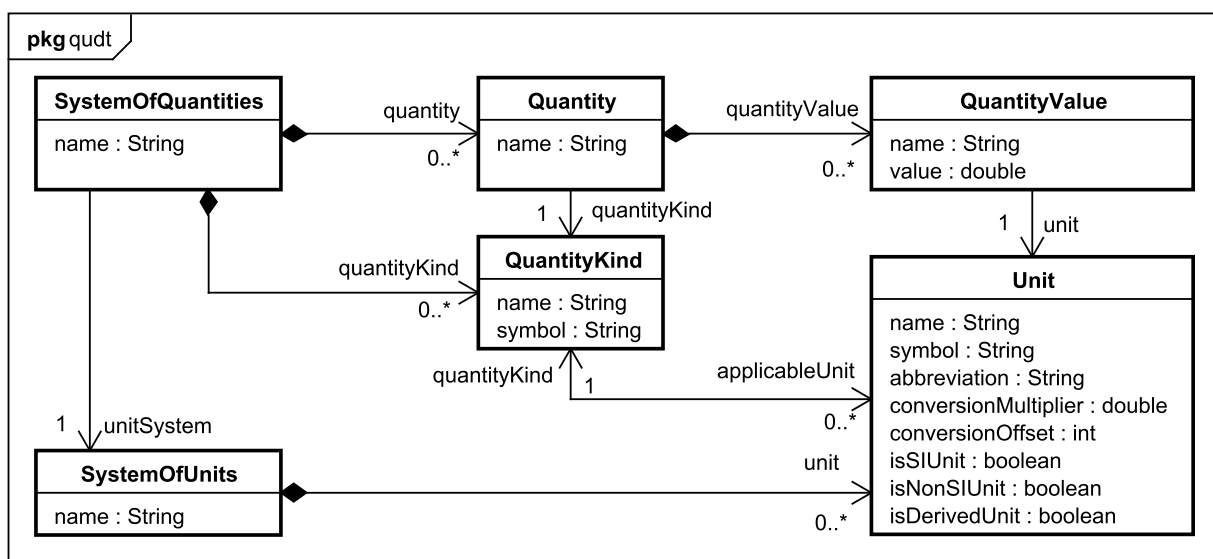 pkg qudt
SystemOfQuantities
name : String
quantity
0..*
Quantity
name : String
quantityValue
0..*
QuantityValue
name : String
value : double
1
quantityKind
1
unit
quantityKind
0..*
QuantityKind
name : String
symbol : String
quantityKind
1
applicableUnit
0..*
Unit
name : String
symbol : String
abbreviation : String
conversionMultiplier : double
conversionOffset : int
isSIUnit : boolean
isNonSIUnit : boolean
isDerivedUnit : boolean
1
unitSystem
SystemOfUnits
name : String
unit
0..*